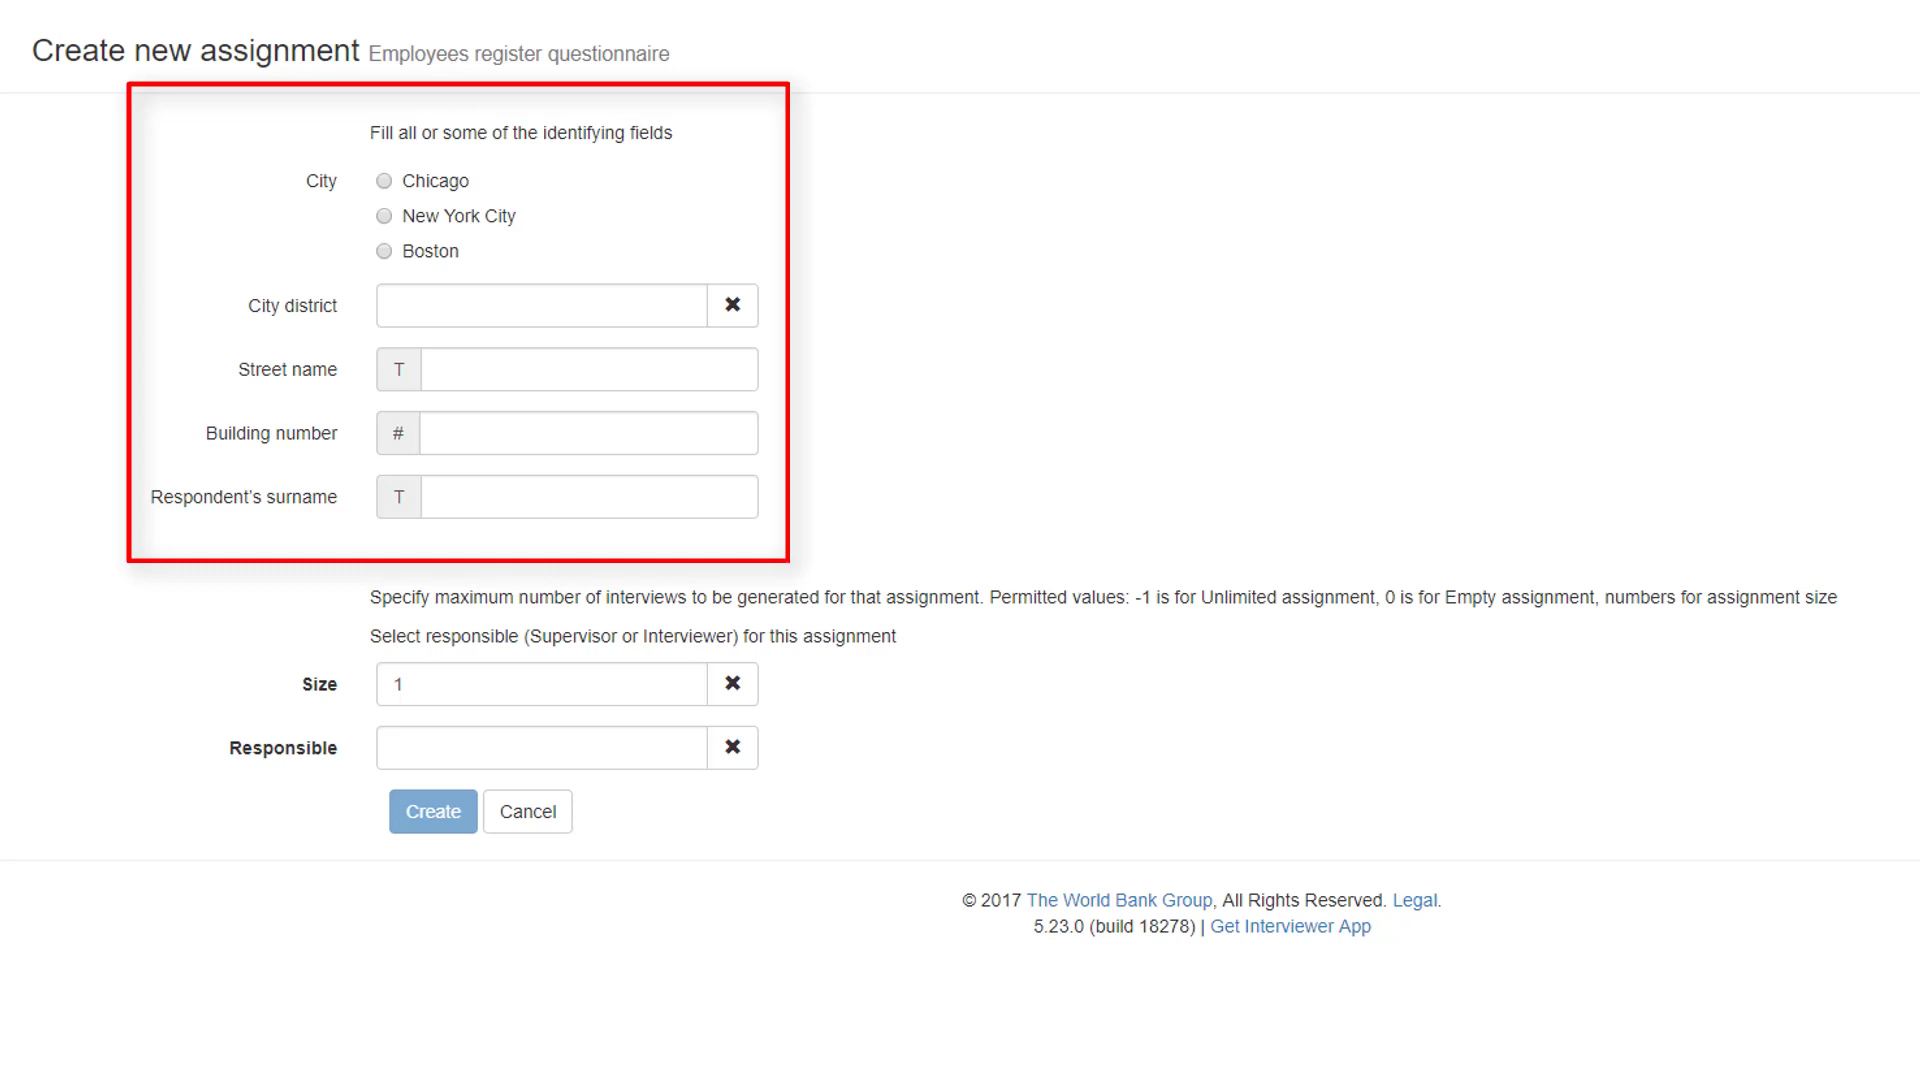 Create new assignment Employees register questionnaire
Fill all or some of the identifying fields
City
Chicago
New York City
Boston
City district
Street name T
Building number #
Respondent's surname T
Specify maximum number of interviews to be generated for that assignment. Permitted values: -1 is for Unlimited assignment, 0 is for Empty assignment, numbers for assignment size
Select responsible (Supervisor or Interviewer) for this assignment
Size 1
Responsible
Create Cancel
© 2017 The World Bank Group, All Rights Reserved. Legal.
5.23.0 (build 18278) | Get Interviewer App